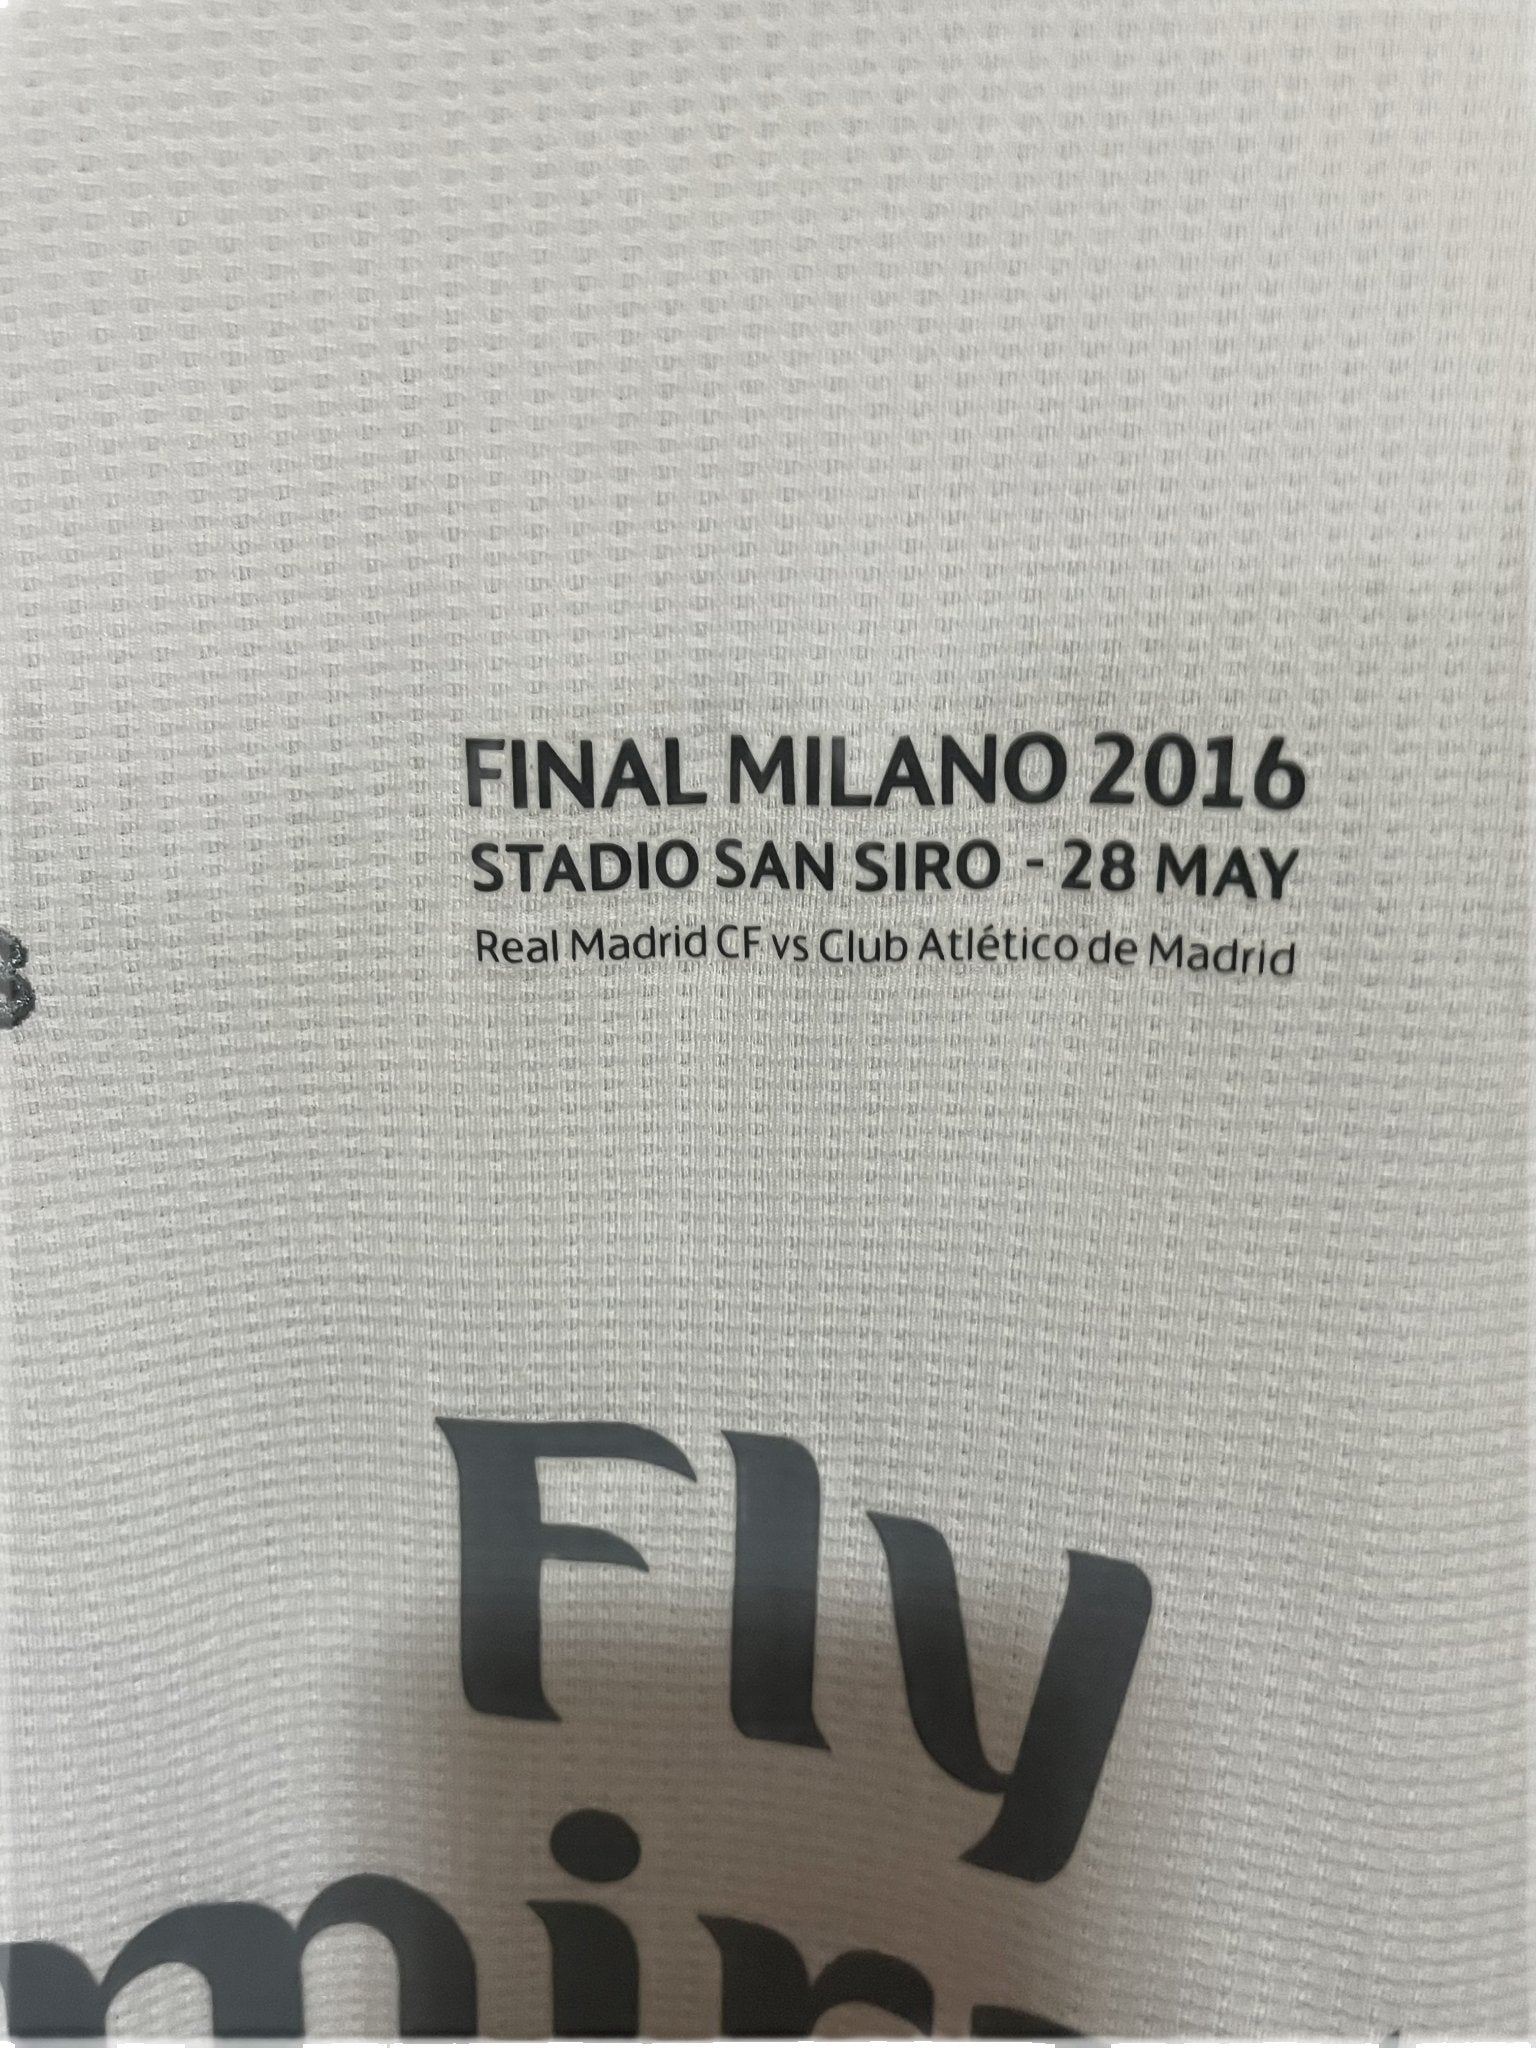 FINAL MILANO 2016
STADIO SAN SIRO - 28 MAY
Real Madrid CF vs Club Atlético de Madrid
Fly